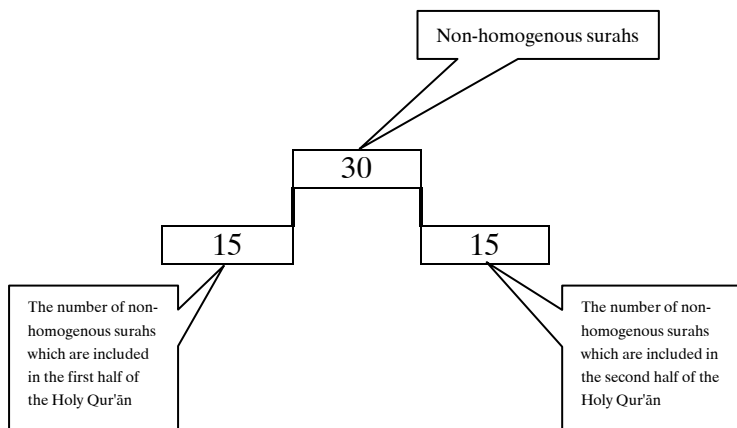 Non-homogenous surahs
30
15
15
The number of non-
homogenous surahs
which are included
in the first half of
the Holy Qur'ān
The number of non-
homogenous surahs
which are included in
the second half of the
Holy Qur'ān